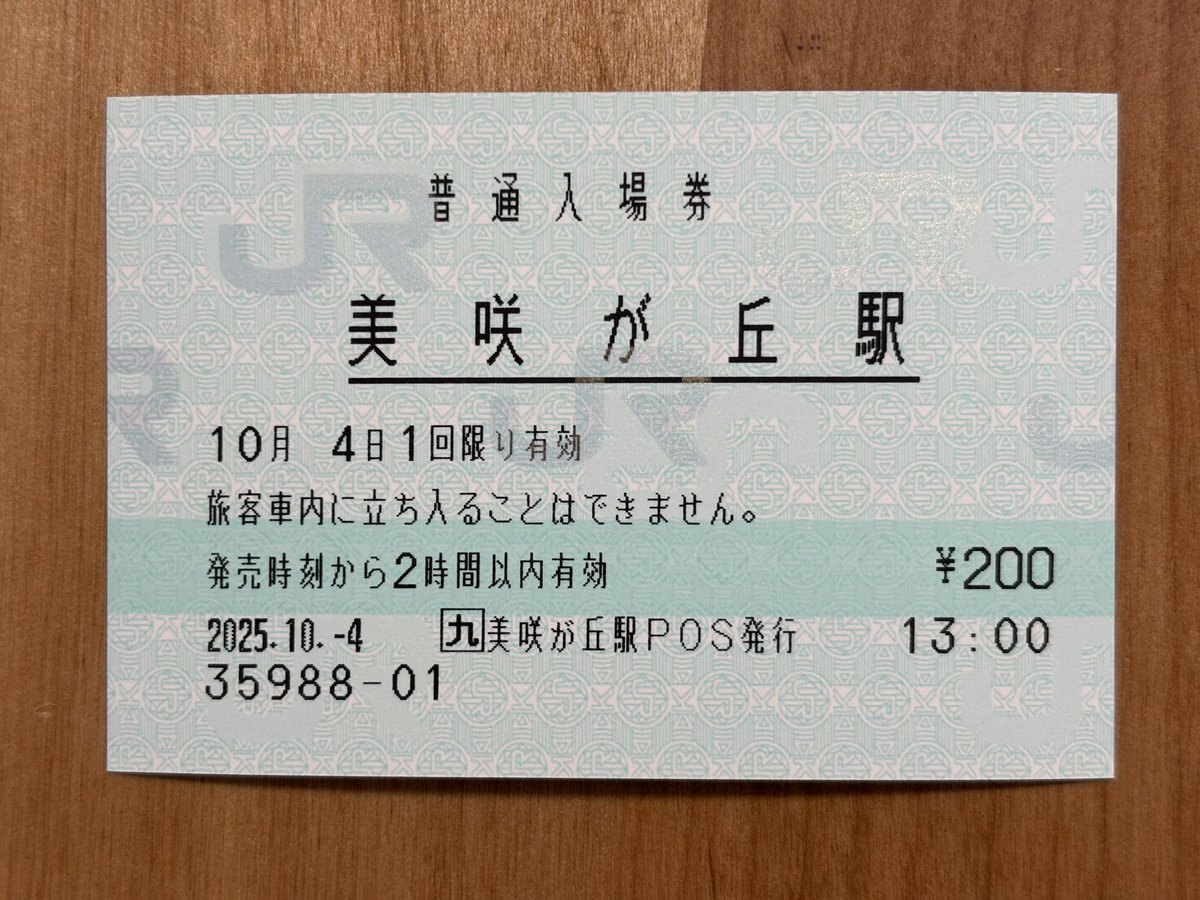 普通入場券
美咲が丘駅
10月 4日1回限り有効
旅客車内に立ち入ることはできません。
発売時刻から2時間以内有効 ¥200
2025.10.-4 九美咲が丘駅POS発行 13:00
35988-01